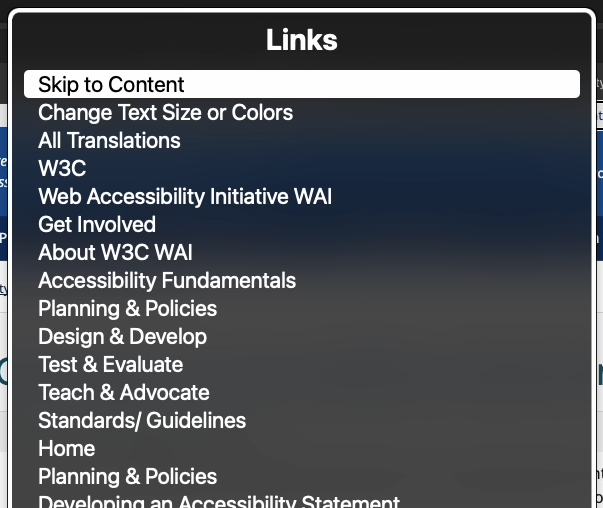 Links
Skip to Content
Change Text Size or Colors
All Translations
W3C
Web Accessibility Initiative WAI
Get Involved
About W3C WAI
Accessibility Fundamentals
Planning & Policies
Design & Develop
Test & Evaluate
Teach & Advocate
Standards/ Guidelines
Home
Planning & Policies
Developing an Accessibility Statement